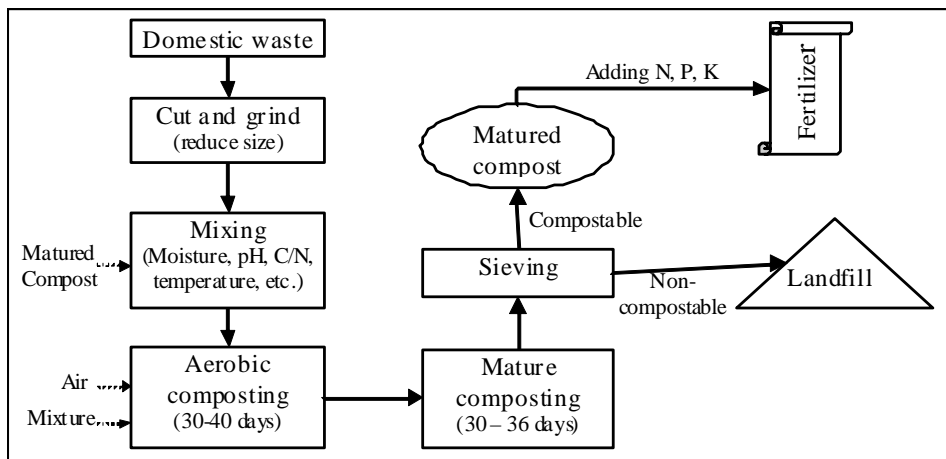 Domestic waste
Cut and grind
(reduce size)
Mixing
(Moisture, pH, C/N,
temperature, etc.)
Matured
Compost
Aerobic
composting
(30-40 days)
Air
Mixture
Mature
composting
(30 – 36 days)
Sieving
Compostable
Non-
compostable
Landfill
Matured
compost
Adding N, P, K
Fertilizer